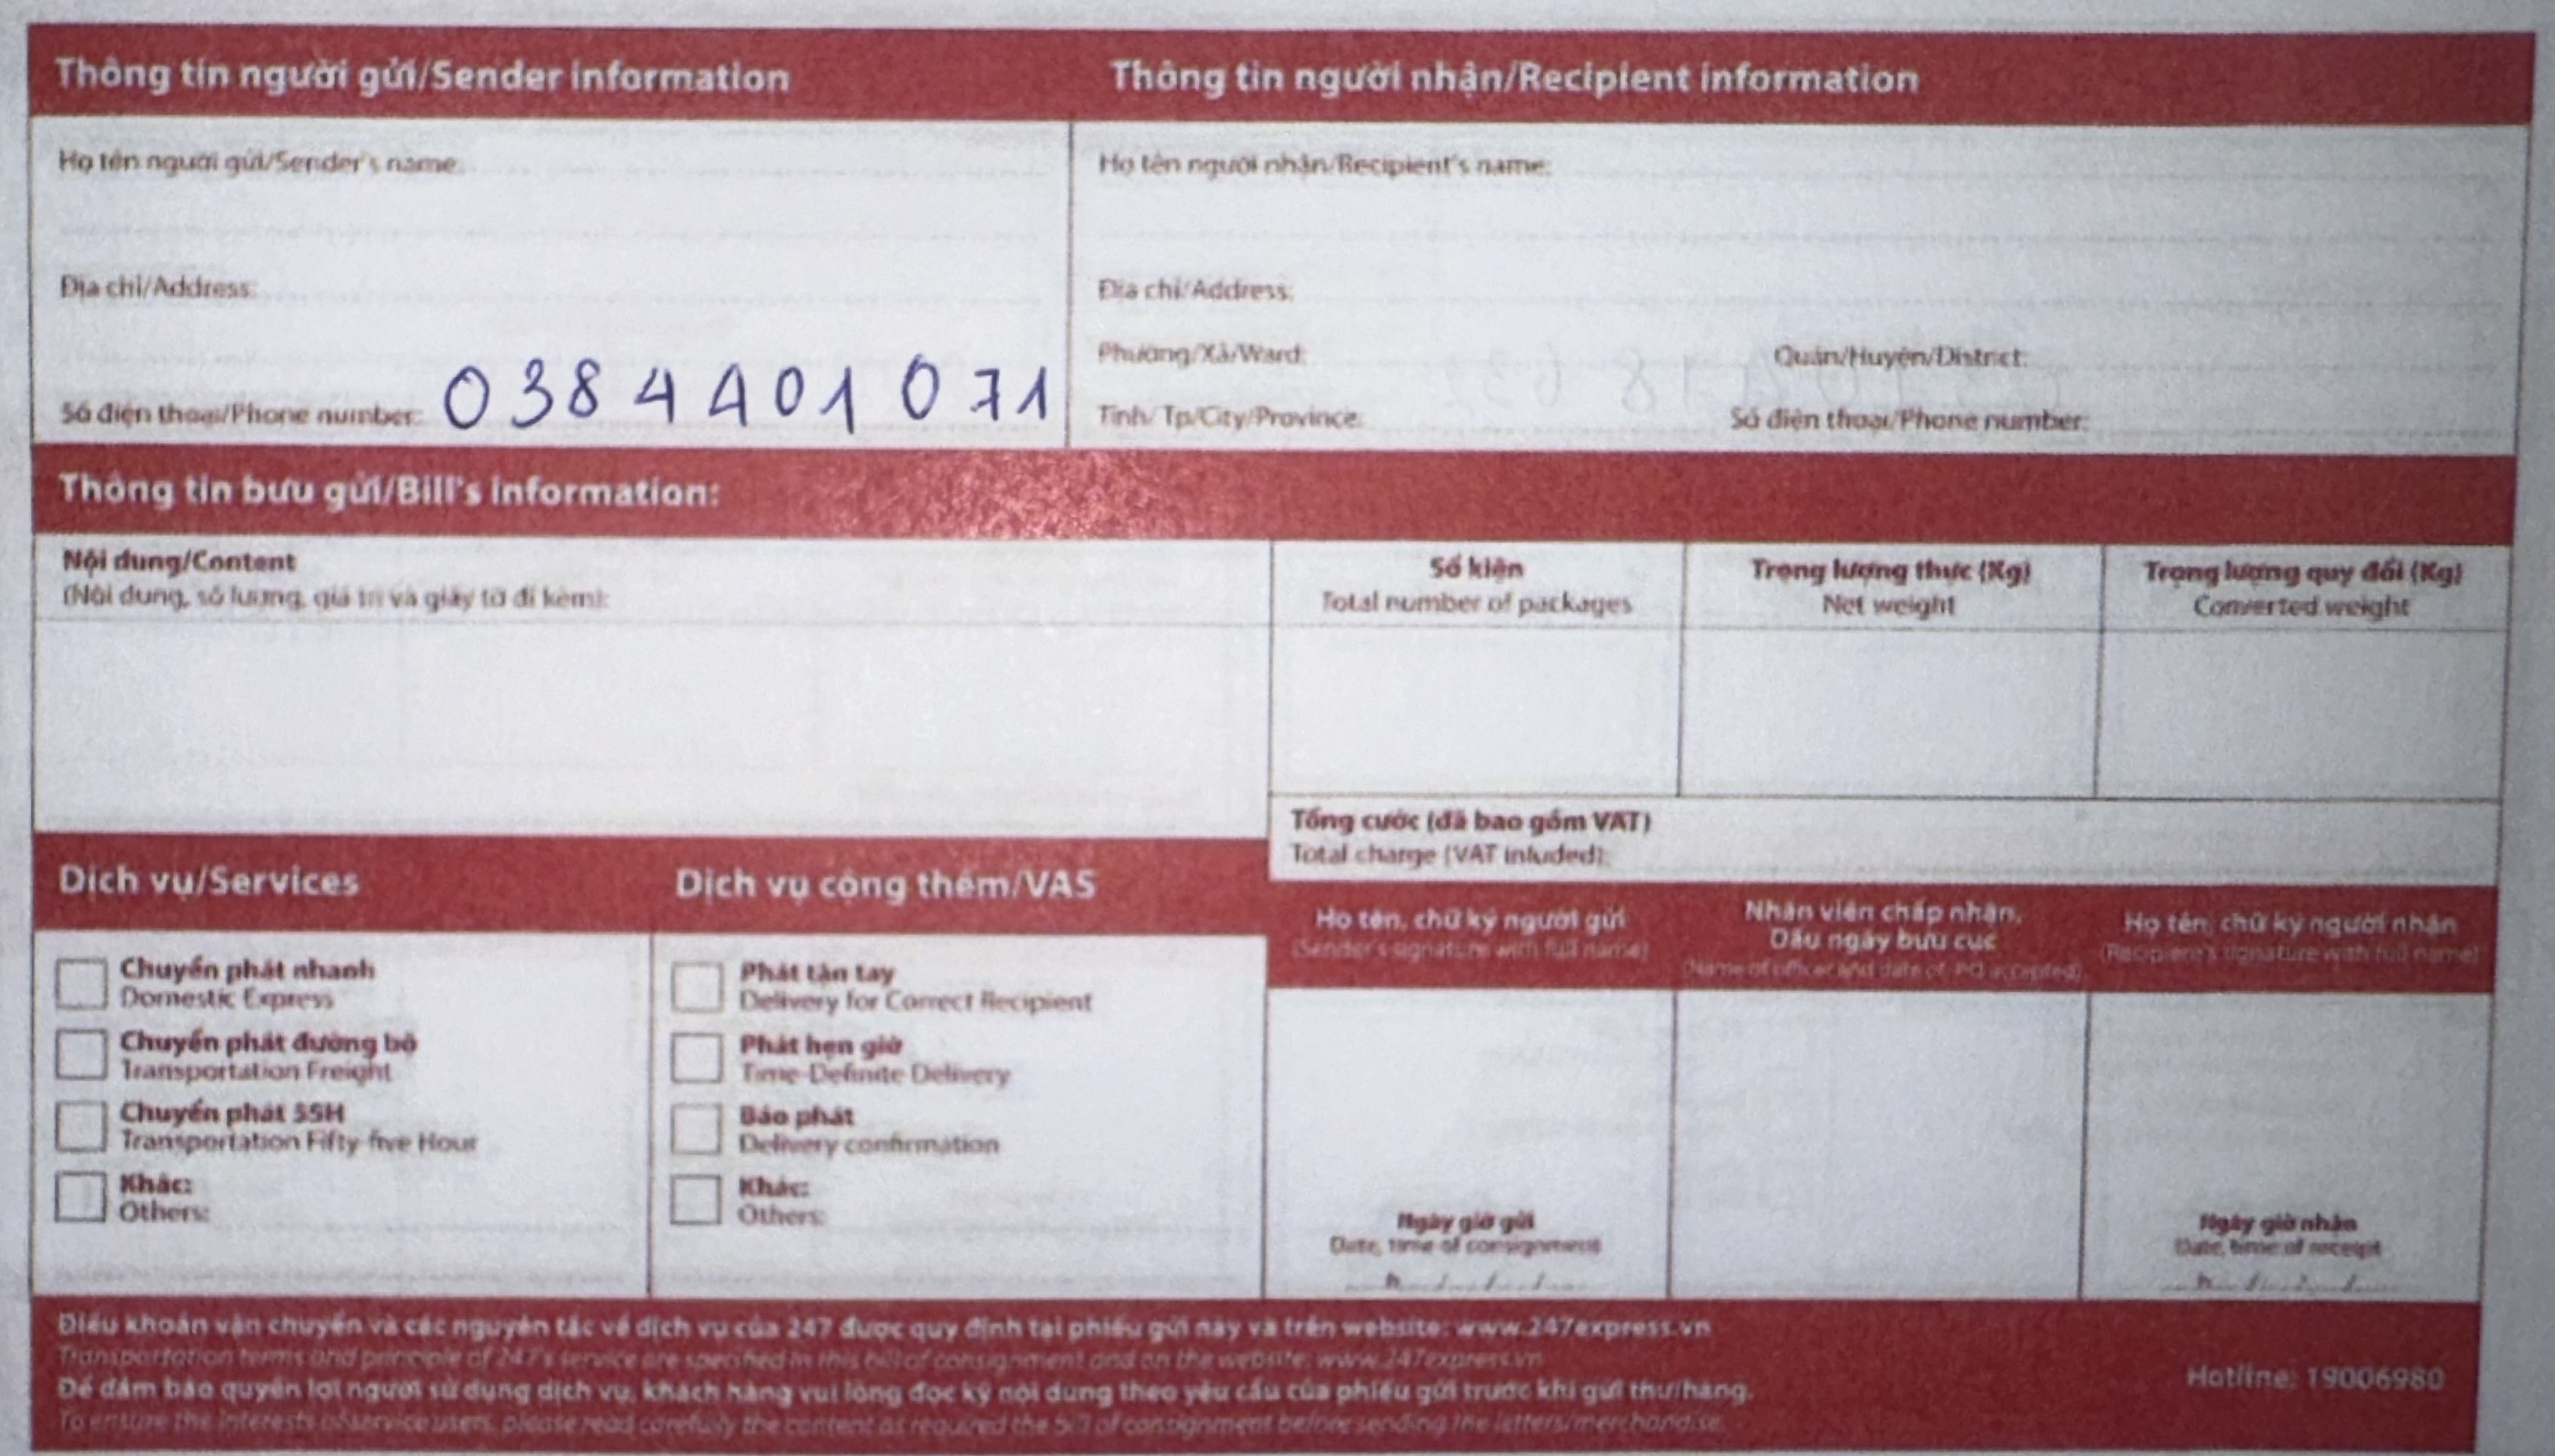 Thông tin người gửi/Sender information
Thông tin người nhận/Recipient information
Họ tên người gửi/Sender's name:
Họ tên người nhận/Recipient's name:
Địa chỉ/Address:
Địa chỉ/Address:
Phường/Xã/Ward:
Quận/Huyện/District:
Số điện thoại/Phone number: 0384401071
Tỉnh/Tp/City/Province:
Số điện thoại/Phone number:
Thông tin bưu gửi/Bill's information:
Nội dung/Content
(Nội dung, số lượng, giá trị và giấy tờ đi kèm):
Số kiện
Total number of packages
Trọng lượng thực (Kg)
Net weight
Trọng lượng quy đổi (Kg)
Converted weight
Tổng cước (đã bao gồm VAT)
Total charge (VAT inluded):
Dịch vụ/Services
Dịch vụ cộng thêm/VAS
Họ tên, chữ ký người gửi
(Sender's signature with full name)
Nhân viên chấp nhận,
Dấu ngày bưu cục
(Name of officer and date of PO accepted)
Họ tên, chữ ký người nhận
(Recipient's signature with full name)
Chuyển phát nhanh
Domestic Express
Chuyển phát đường bộ
Transportation Freight
Chuyển phát 55H
Transportation Fifty-five Hour
Khác:
Others:
Phát tận tay
Delivery for Correct Recipient
Phát hẹn giờ
Time-Definite Delivery
Báo phát
Delivery confirmation
Khác:
Others:
Ngày giờ gửi
Date, time of consignment
h / / /
Ngày giờ nhận
Date, time of receipt
h / / /
Điều khoản vận chuyển và các nguyên tắc về dịch vụ của 247 được quy định tại phiếu gửi này và trên website: www.247express.vn
Transportation terms and principle of 247's service are specified in this bill of consignment and on the website: www.247express.vn
Để đảm bảo quyền lợi người sử dụng dịch vụ, khách hàng vui lòng đọc kỹ nội dung theo yêu cầu của phiếu gửi trước khi gửi thư/hàng.
To ensure the interests of service users, please read carefully the content as required the bill of consignment before sending the letters/merchandise.
Hotline: 19006980